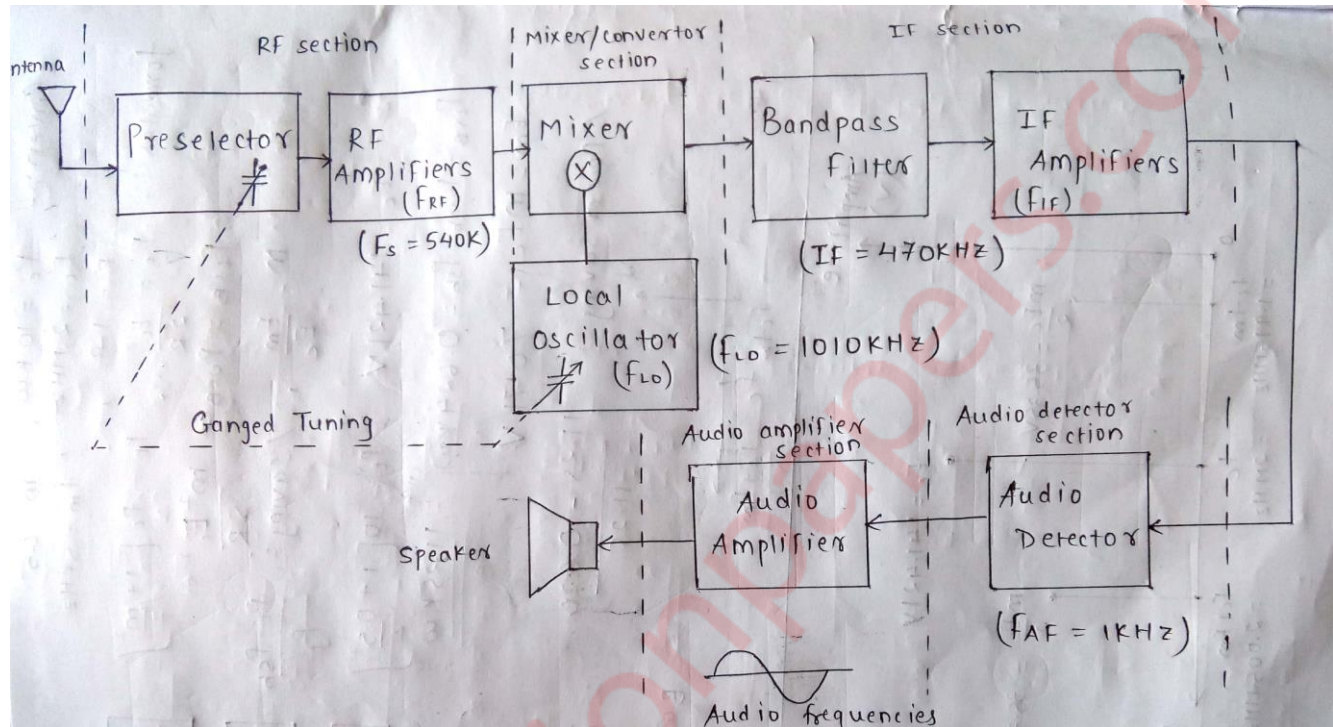 RF section
Mixer/convertor
section
IF section
ntenna
Preselector
RF
Amplifiers
(fRF)
(Fs = 540K)
Mixer
X
Bandpass
Filter
IF
Amplifiers
(fIF)
(IF = 470KHz)
Local
Oscillator
(fLO)
(fLO = 1010KHz)
Ganged Tuning
Audio amplifier
section
Audio detector
section
Speaker
Audio
Amplifier
Audio
Detector
(fAF = 1KHz)
Audio frequencies
onpapers.co